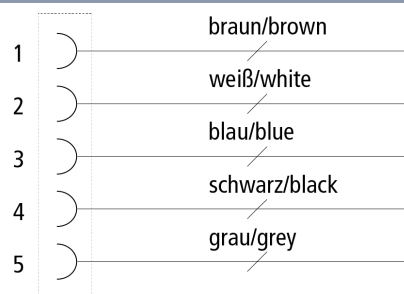 braun/brown
1
weiß/white
2
blau/blue
3
schwarz/black
4
grau/grey
5